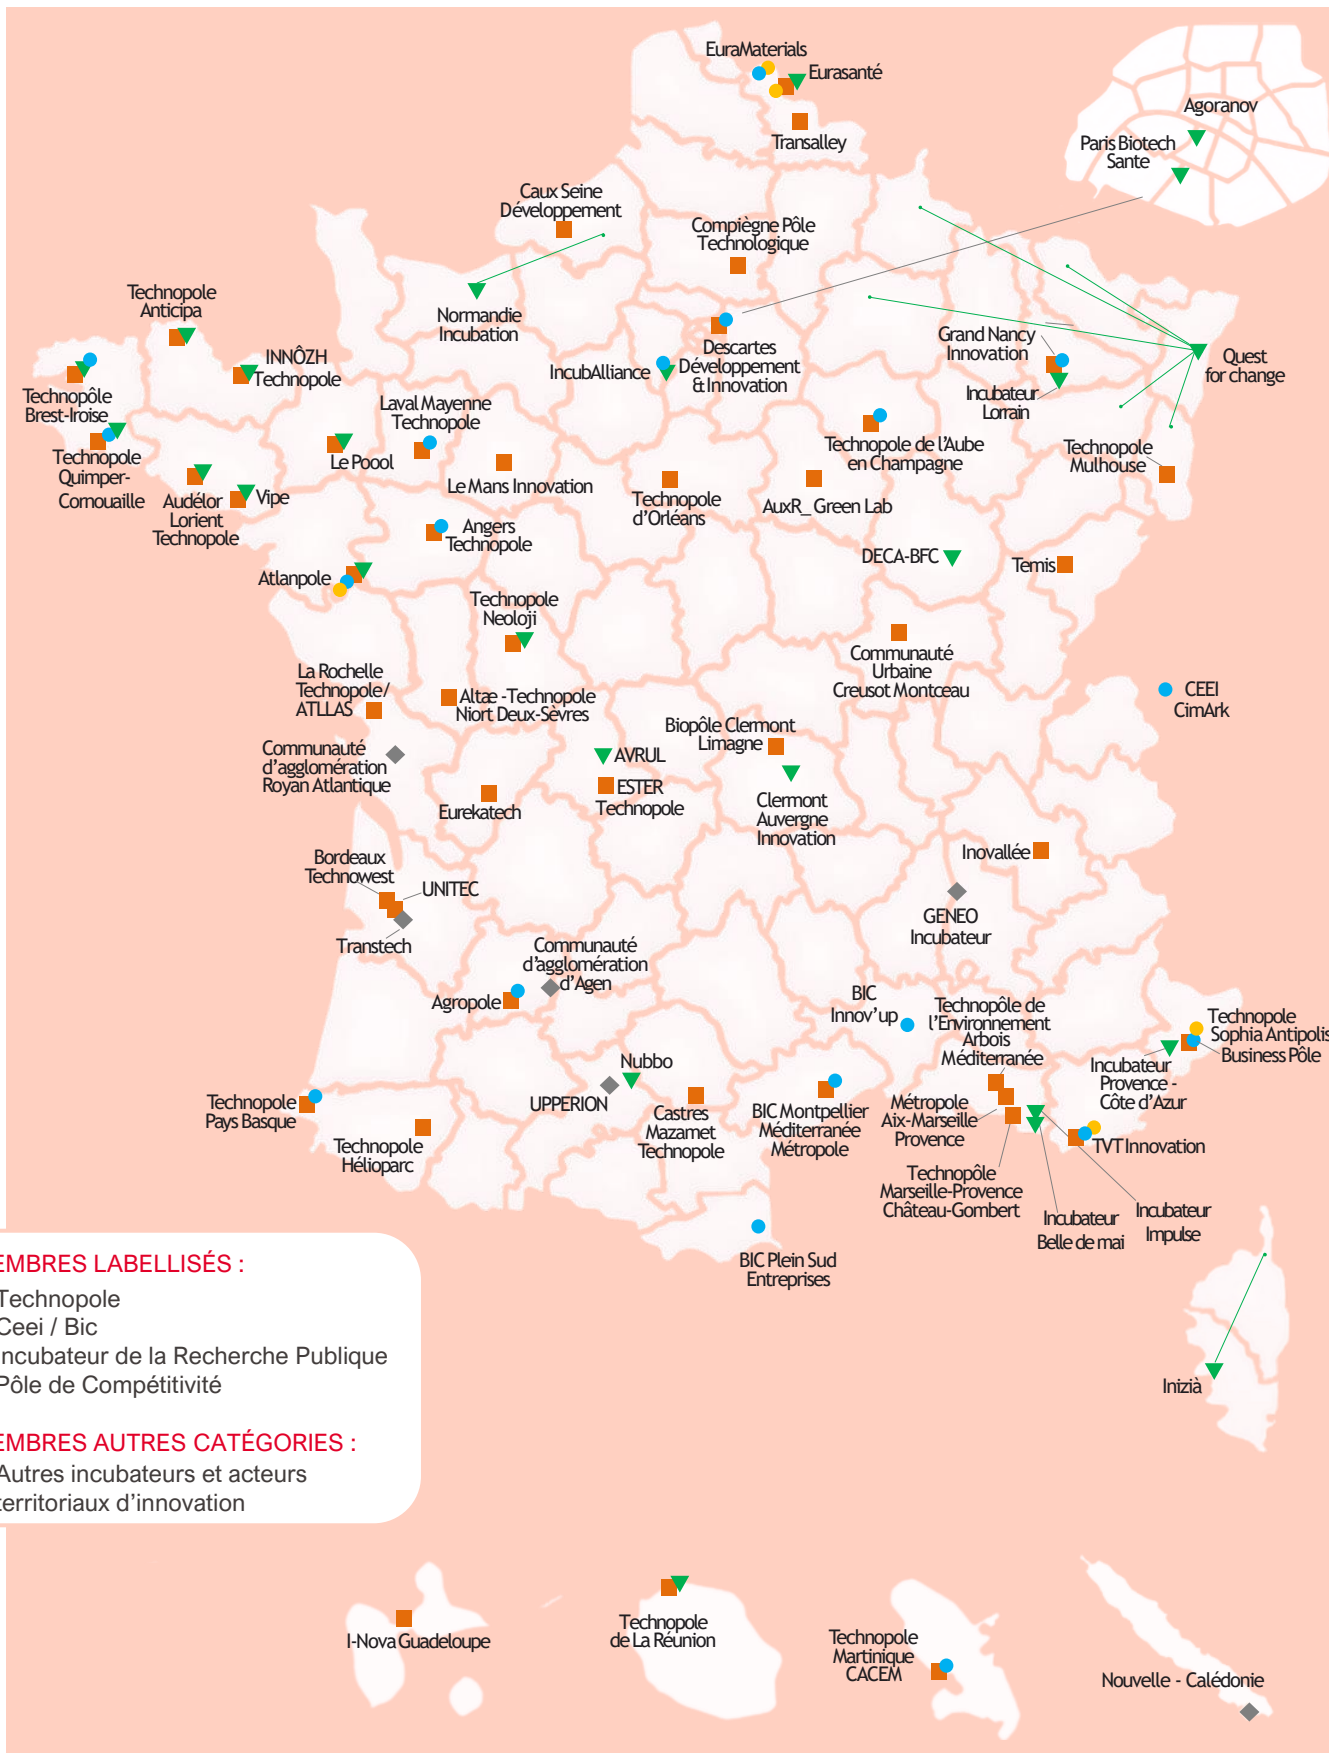 EuraMaterials
Eurasanté
Transalley
Agoranov
Paris Biotech
Sante
Caux Seine
Développement
Compiègne Pôle
Technologique
Technopole
Anticipa
Normandie
Incubation
INNÔZH
Technopole
Technopôle
Brest-Iroise
IncubAlliance
Descartes
Développement
& Innovation
Grand Nancy
Innovation
Incubateur
Lorrain
Quest
for change
Laval Mayenne
Technopole
Technopole
Quimper-
Cornouaille
Le Poool
Le Mans Innovation
Technopole de l'Aube
en Champagne
Technopole
Mulhouse
Audélor
Lorient
Technopole
Vipe
Technopole
d'Orléans
AuxR_ Green Lab
Angers
Technopole
Atlanpole
DECA-BFC
Temis
Technopole
Neoloji
Communauté
Urbaine
Creusot Montceau
La Rochelle
Technopole/
ATLLAS
Altæ -Technopole
Niort Deux-Sèvres
CEEI
CimArk
Communauté
d'agglomération
Royan Atlantique
Biopôle Clermont
Limagne
AVRUL
ESTER
Technopole
Eurekatech
Clermont
Auvergne
Innovation
Inovallée
Bordeaux
Technowest
UNITEC
Transtech
GENEO
Incubateur
Communauté
d'agglomération
d'Agen
Agropole
BIC
Innov'up
Technopôle de
l'Environnement
Arbois
Méditerranée
Technopole
Sophia Antipolis
Business Pôle
Incubateur
Provence -
Côte d'Azur
Nubbo
UPPERION
Technopole
Pays Basque
Technopole
Hélioparc
Castres
Mazamet
Technopole
BIC Montpellier
Méditerranée
Métropole
Métropole
Aix-Marseille
Provence
TVT Innovation
Technopôle
Marseille-Provence
Château-Gombert
Incubateur
Belle de mai
Incubateur
Impulse
BIC Plein Sud
Entreprises
Inizià
EMBRES LABELLISÉS :
Technopole
Ceei / Bic
ncubateur de la Recherche Publique
Pôle de Compétitivité
EMBRES AUTRES CATÉGORIES :
Autres incubateurs et acteurs
territoriaux d'innovation
I-Nova Guadeloupe
Technopole
de La Réunion
Technopole
Martinique
CACEM
Nouvelle - Calédonie